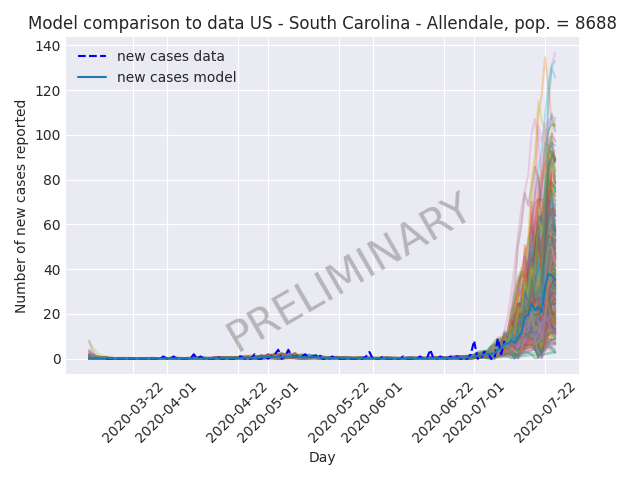 Model comparison to data US - South Carolina - Allendale, pop. = 8688
new cases data
new cases model
Number of new cases reported
140
120
100
80
60
40
20
0
PRELIMINARY
2020-03-22
2020-04-01
2020-04-22
2020-05-01
2020-05-22
2020-06-01
2020-06-22
2020-07-01
2020-07-22
Day